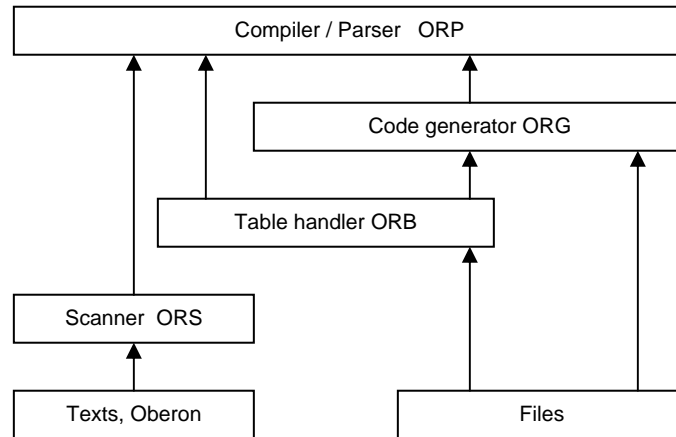 Compiler / Parser ORP
Code generator ORG
Table handler ORB
Scanner ORS
Texts, Oberon
Files